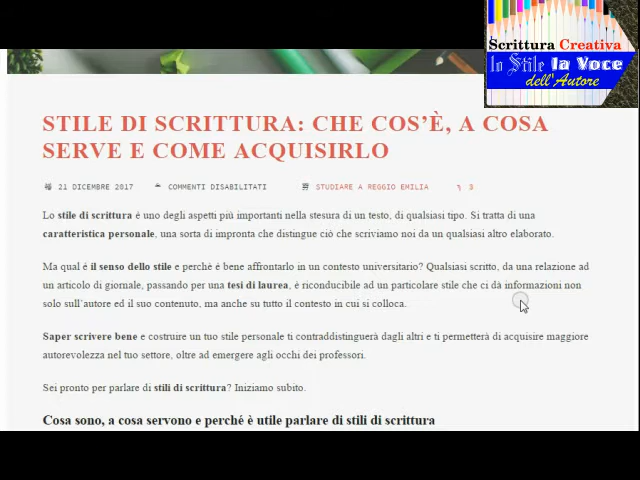 Scrittura Creativa
lo Stile la Voce
dell'Autore
STILE DI SCRITTURA: CHE COS'È, A COSA
SERVE E COME ACQUISIRLO
21 DICEMBRE 2017 COMMENTI DISABILITATI STUDIARE A REGGIO EMILIA 3
Lo stile di scrittura è uno degli aspetti più importanti nella stesura di un testo, di qualsiasi tipo. Si tratta di una
caratteristica personale, una sorta di impronta che distingue ciò che scriviamo noi da un qualsiasi altro elaborato.
Ma qual è il senso dello stile e perchè è bene affrontarlo in un contesto universitario? Qualsiasi scritto, da una relazione ad
un articolo di giornale, passando per una tesi di laurea, è riconducibile ad un particolare stile che ci dà informazioni non
solo sull'autore ed il suo contenuto, ma anche su tutto il contesto in cui si colloca.
Saper scrivere bene e costruire un tuo stile personale ti contraddistinguerà dagli altri e ti permetterà di acquisire maggiore
autorevolezza nel tuo settore, oltre ad emergere agli occhi dei professori.
Sei pronto per parlare di stili di scrittura? Iniziamo subito.
Cosa sono, a cosa servono e perché è utile parlare di stili di scrittura